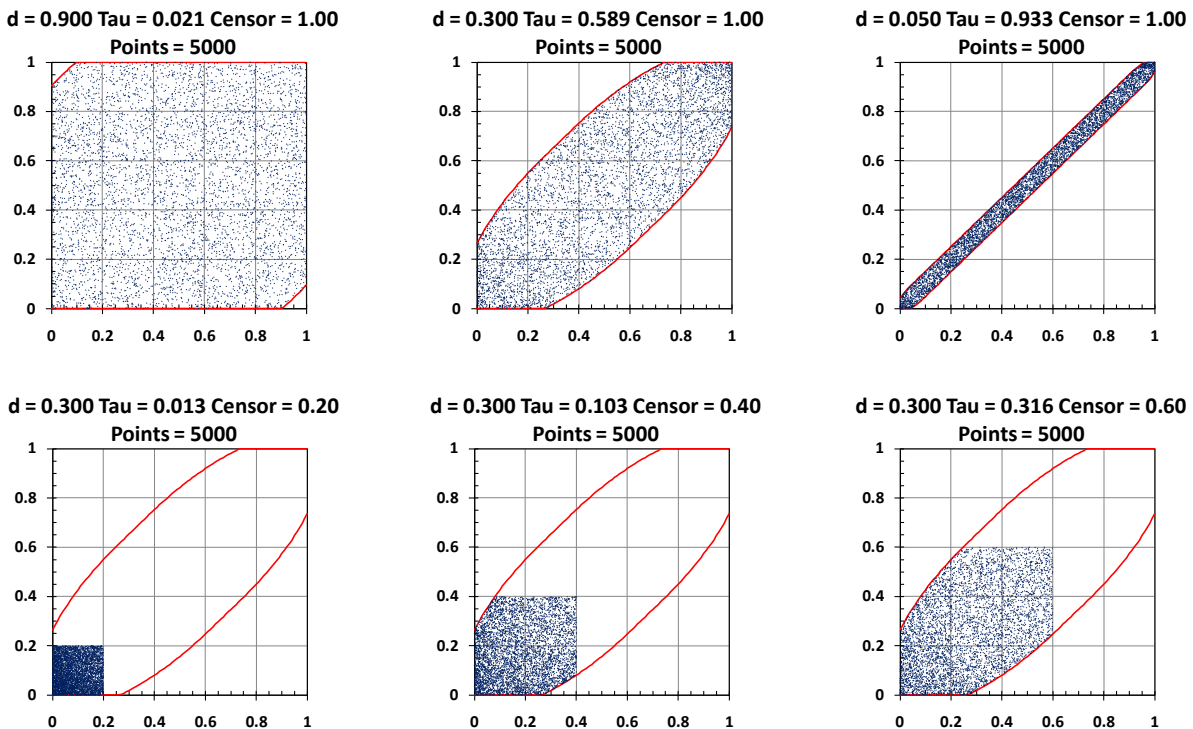 d = 0.900 Tau = 0.021 Censor = 1.00
Points = 5000
1
0.8
0.6
0.4
0.2
0
0 0.2 0.4 0.6 0.8 1
d = 0.300 Tau = 0.589 Censor = 1.00
Points = 5000
1
0.8
0.6
0.4
0.2
0
0 0.2 0.4 0.6 0.8 1
d = 0.050 Tau = 0.933 Censor = 1.00
Points = 5000
1
0.8
0.6
0.4
0.2
0
0 0.2 0.4 0.6 0.8 1
d = 0.300 Tau = 0.013 Censor = 0.20
Points = 5000
1
0.8
0.6
0.4
0.2
0
0 0.2 0.4 0.6 0.8 1
d = 0.300 Tau = 0.103 Censor = 0.40
Points = 5000
1
0.8
0.6
0.4
0.2
0
0 0.2 0.4 0.6 0.8 1
d = 0.300 Tau = 0.316 Censor = 0.60
Points = 5000
1
0.8
0.6
0.4
0.2
0
0 0.2 0.4 0.6 0.8 1